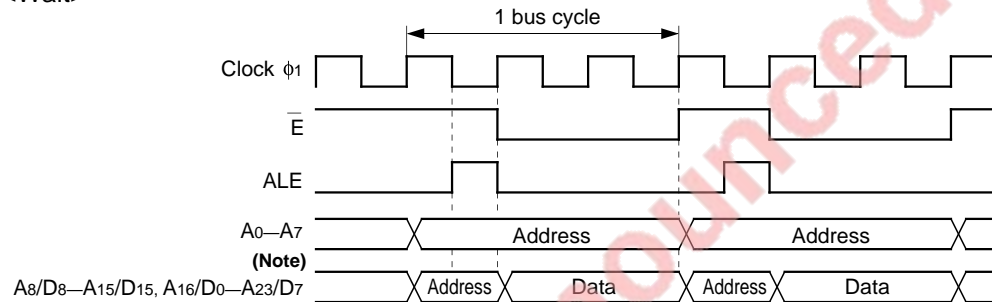 1 bus cycle
Clock ϕ1
E
ALE
A0—A7
Address
Address
(Note)
A8/D8—A15/D15, A16/D0—A23/D7
Address
Data
Address
Data
ounced